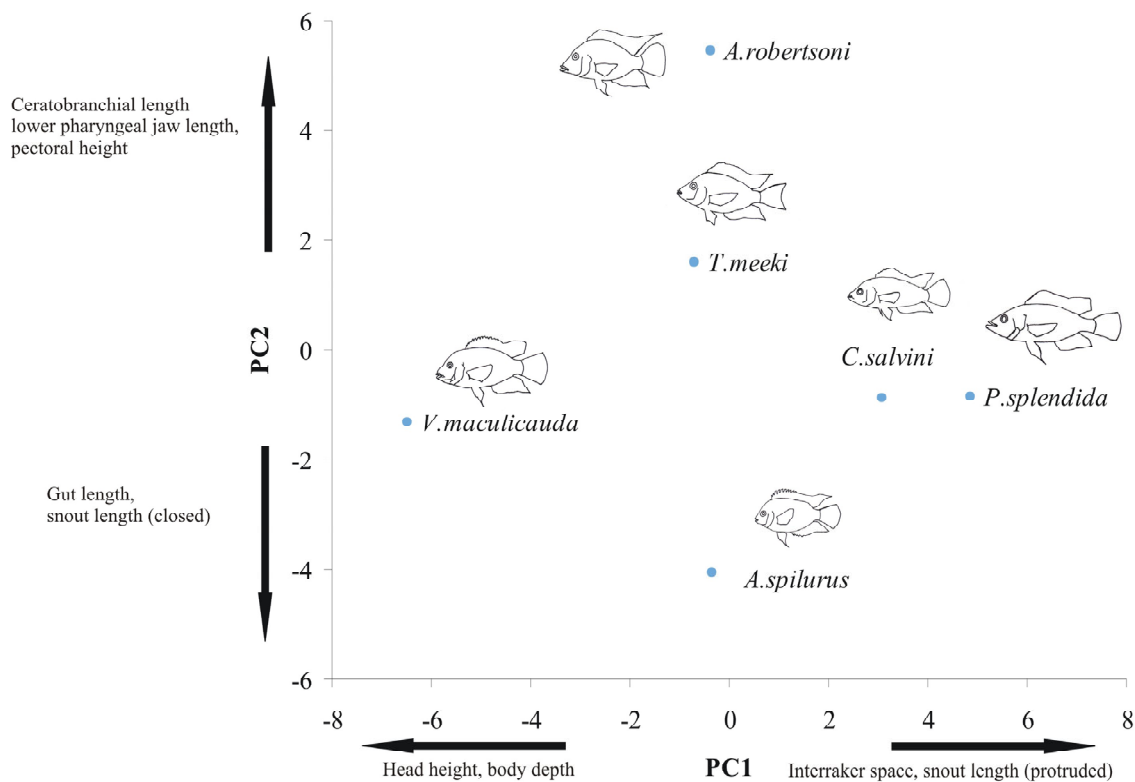 6
A.robertsoni
Ceratobranchial length
lower pharyngeal jaw length,
pectoral height
4
2
T.meeki
PC2
0
C.salvini
P.splendida
V.maculicauda
-2
Gut length,
snout length (closed)
-4
A.spilurus
-6
-8 -6 -4 -2 0 2 4 6 8
Head height, body depth
PC1
Interraker space, snout length (protruded)